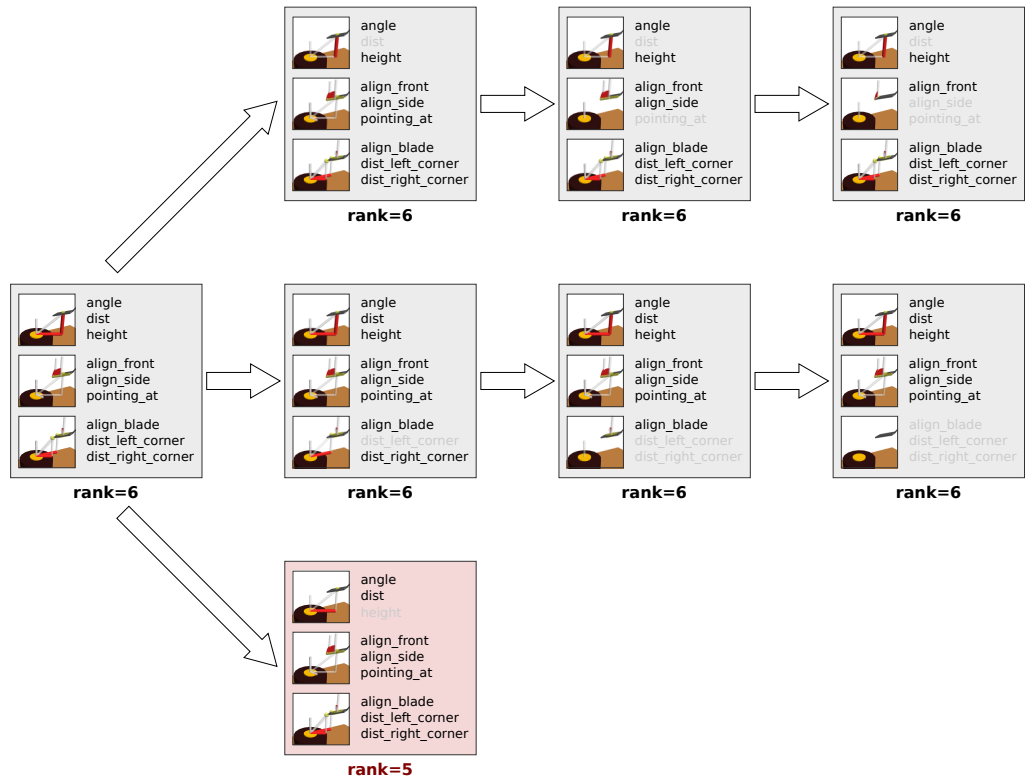 angle
dist
height
align_front
align_side
pointing_at
align_blade
dist_left_corner
dist_right_corner
rank=6
angle
dist
height
align_front
align_side
pointing_at
align_blade
dist_left_corner
dist_right_corner
rank=6
angle
dist
height
align_front
align_side
pointing_at
align_blade
dist_left_corner
dist_right_corner
rank=6
angle
dist
height
align_front
align_side
pointing_at
align_blade
dist_left_corner
dist_right_corner
rank=6
angle
dist
height
align_front
align_side
pointing_at
align_blade
dist_left_corner
dist_right_corner
rank=6
angle
dist
height
align_front
align_side
pointing_at
align_blade
dist_left_corner
dist_right_corner
rank=6
angle
dist
height
align_front
align_side
pointing_at
align_blade
dist_left_corner
dist_right_corner
rank=6
angle
dist
height
align_front
align_side
pointing_at
align_blade
dist_left_corner
dist_right_corner
rank=5